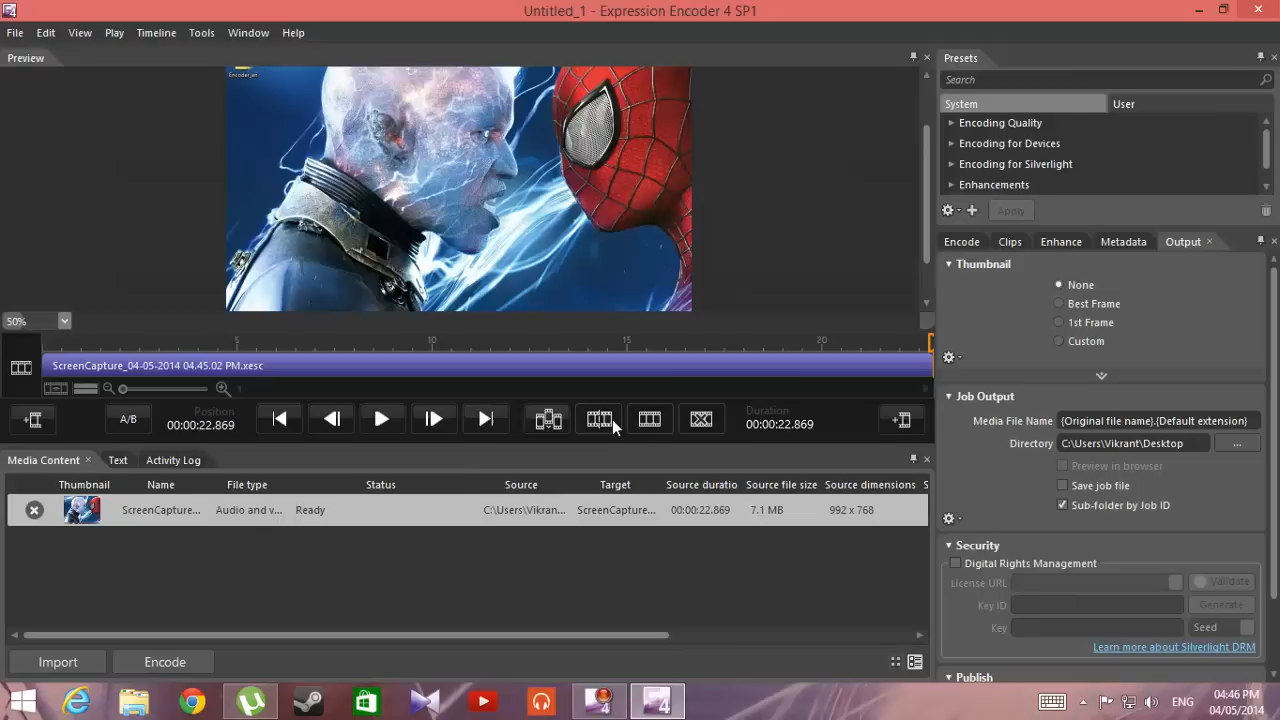 Untitled_1 - Expression Encoder 4 SP1
File Edit View Play Timeline Tools Window Help
Preview
Encoder_en
50%
5 10 15 20
ScreenCapture_04-05-2014 04.45.02 PM.xesc
A/B
Position
00:00:22.869
Duration
00:00:22.869
Media Content
Text
Activity Log
Thumbnail Name File type Status Source Target Source duratio Source file size Source dimensions S
ScreenCapture... Audio and v... Ready C:\Users\Vikran... ScreenCapture... 00:00:22.869 7.1 MB 992 x 768
Import
Encode
Presets
Search
System
User
Encoding Quality
Encoding for Devices
Encoding for Silverlight
Enhancements
Apply
Encode Clips Enhance Metadata Output
Thumbnail
None
Best Frame
1st Frame
Custom
Job Output
Media File Name {Original file name}.{Default extension}
Directory C:\Users\Vikrant\Desktop ...
Preview in browser
Save job file
Sub-folder by Job ID
Security
Digital Rights Management
License URL Validate
Key ID Generate
Key Seed
Learn more about Silverlight DRM
Publish
4 4
ENG
04:46 PM
04/05/2014